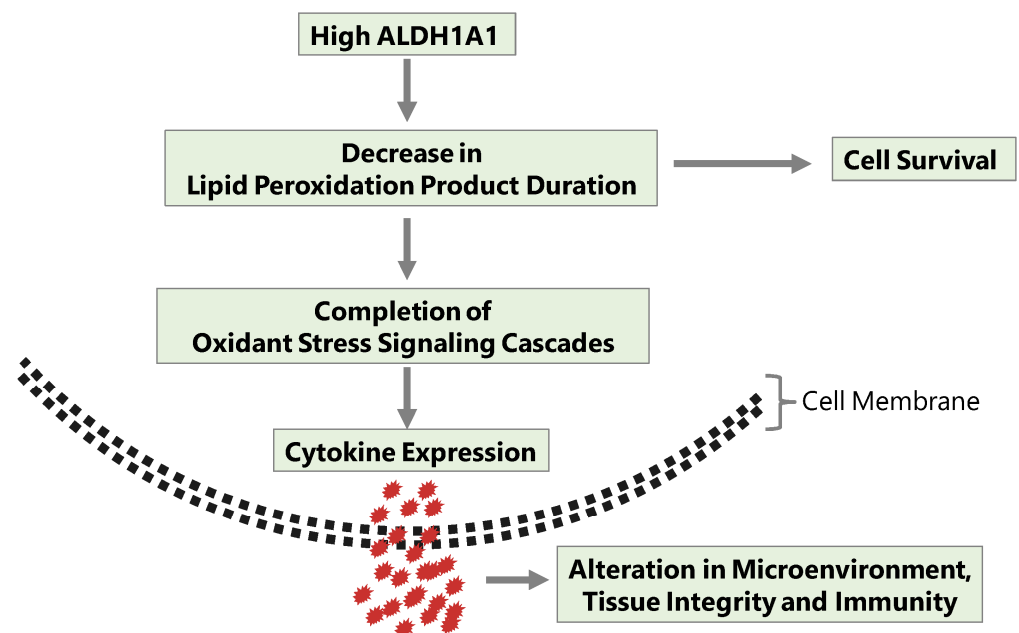 High ALDH1A1
Decrease in
Lipid Peroxidation Product Duration
Cell Survival
Completion of
Oxidant Stress Signaling Cascades
Cell Membrane
Cytokine Expression
Alteration in Microenvironment,
Tissue Integrity and Immunity